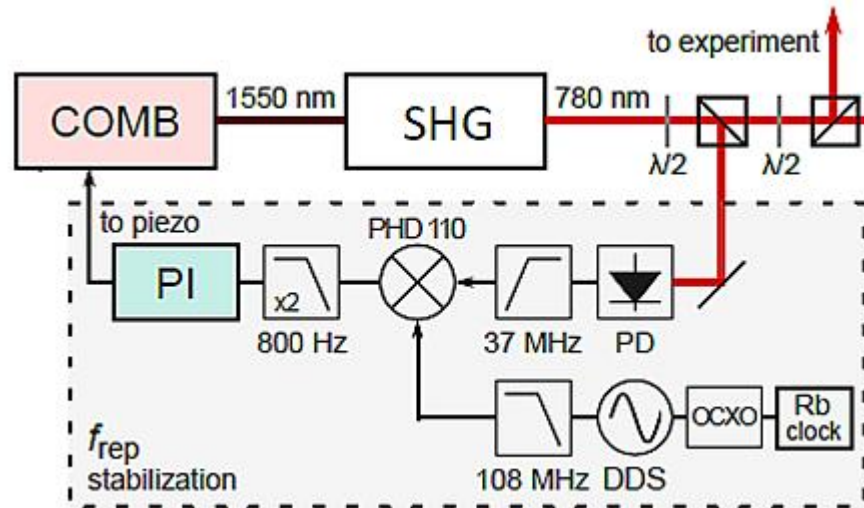 to experiment
1550 nm
780 nm
COMB
SHG
λ/2
λ/2
to piezo
PHD 110
PI
x2
800 Hz
37 MHz
PD
OCXO
Rb
clock
f_rep
stabilization
108 MHz
DDS